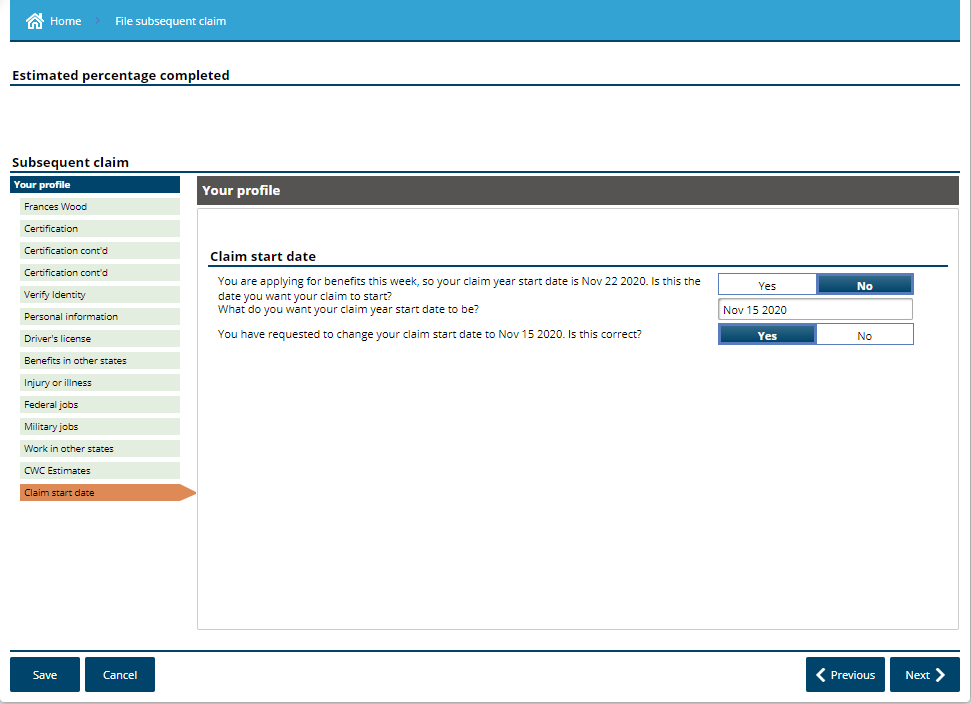 Home > File subsequent claim
Estimated percentage completed
Subsequent claim
Your profile
Frances Wood
Certification
Certification cont'd
Certification cont'd
Verify Identity
Personal information
Driver's license
Benefits in other states
Injury or illness
Federal jobs
Military jobs
Work in other states
CWC Estimates
Claim start date
Your profile
Claim start date
You are applying for benefits this week, so your claim year start date is Nov 22 2020. Is this the
date you want your claim to start?
Yes No
What do you want your claim year start date to be?
Nov 15 2020
You have requested to change your claim start date to Nov 15 2020. Is this correct?
Yes No
Save Cancel Previous Next